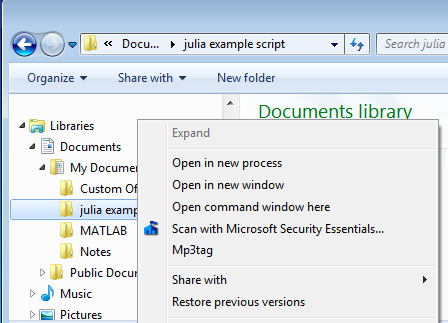 « Docu... ▸ julia example script
Search julia
Organize ▾ Share with ▾ New folder
Documents library
Libraries
Documents
My Docume
Custom Of
julia examp
MATLAB
Notes
Public Docu
Music
Pictures
Expand
Open in new process
Open in new window
Open command window here
Scan with Microsoft Security Essentials...
Mp3tag
Share with
Restore previous versions